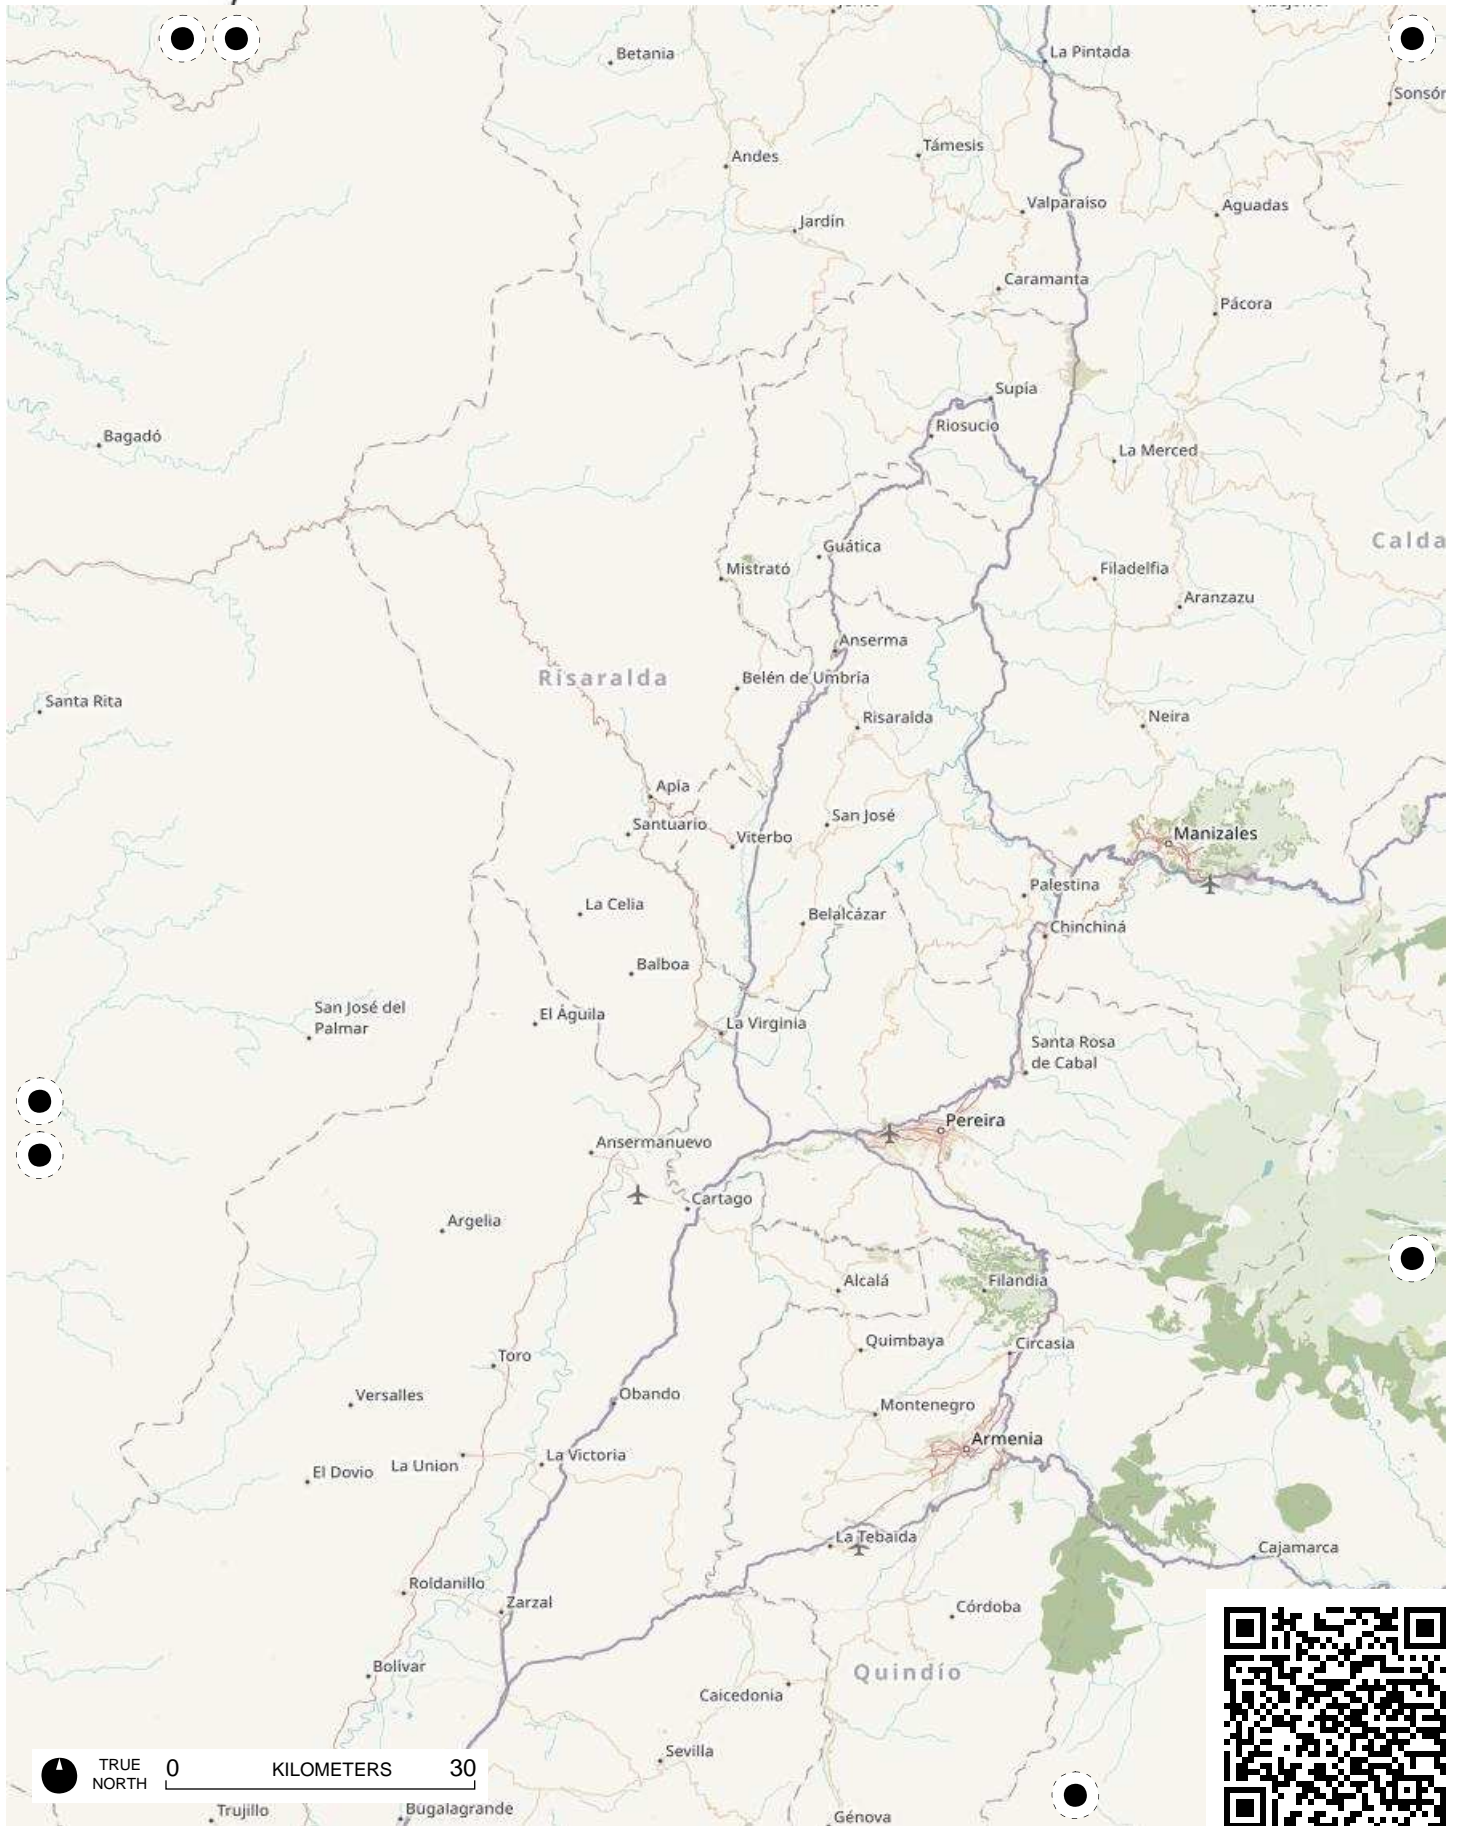 Betania
La Pintada
Sonsón
Andes
Támesis
Valparaíso
Aguadas
Jardín
Caramanta
Pácora
Supía
Riosucio
Bagadó
La Merced
Calda
Guática
Mistrató
Filadelfia
Aranzazu
Anserma
Risaralda
Belén de Umbría
Santa Rita
Risaralda
Neira
Apía
Santuario
San José
Viterbo
Manizales
Palestina
La Celia
Belalcázar
Chinchiná
Balboa
San José del
Palmar
El Águila
La Virginia
Santa Rosa
de Cabal
Pereira
Ansermanuevo
Cartago
Argelia
Alcalá
Filandia
Quimbaya
Circasia
Toro
Versalles
Obando
Montenegro
Armenia
La Victoria
La Union
El Dovio
La Tebaida
Cajamarca
Roldanillo
Zarzal
Córdoba
Bolívar
Quindío
Caicedonia
Sevilla
TRUE
NORTH
0 KILOMETERS 30
Trujillo
Bugalagrande
Génova